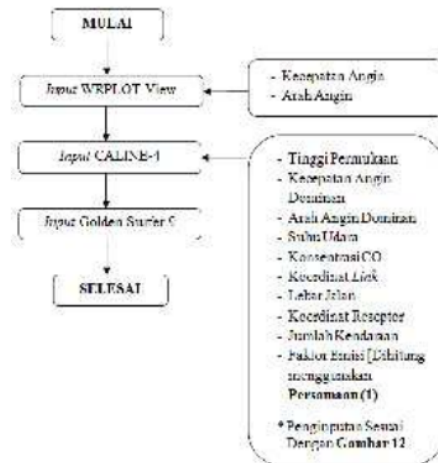 MULAI
Input WRPLOT View
- Kecepatan Angin
- Arah Angin
Input CALINE-4
- Tinggi Permukaan
- Kecepatan Angin
Dominan
- Arah Angin Dominan
- Suhu Udara
- Konsentrasi CO
- Koordinat Link
- Lebar Jalan
- Koordinat Reseptor
- Jumlah Kendaraan
- Faktor Emisi [Dihitung
menggunakan
Persamaan (1)
* Penginputan Sesuai
Dengan Gambar 12
Input Golden Surfer
SELESAI